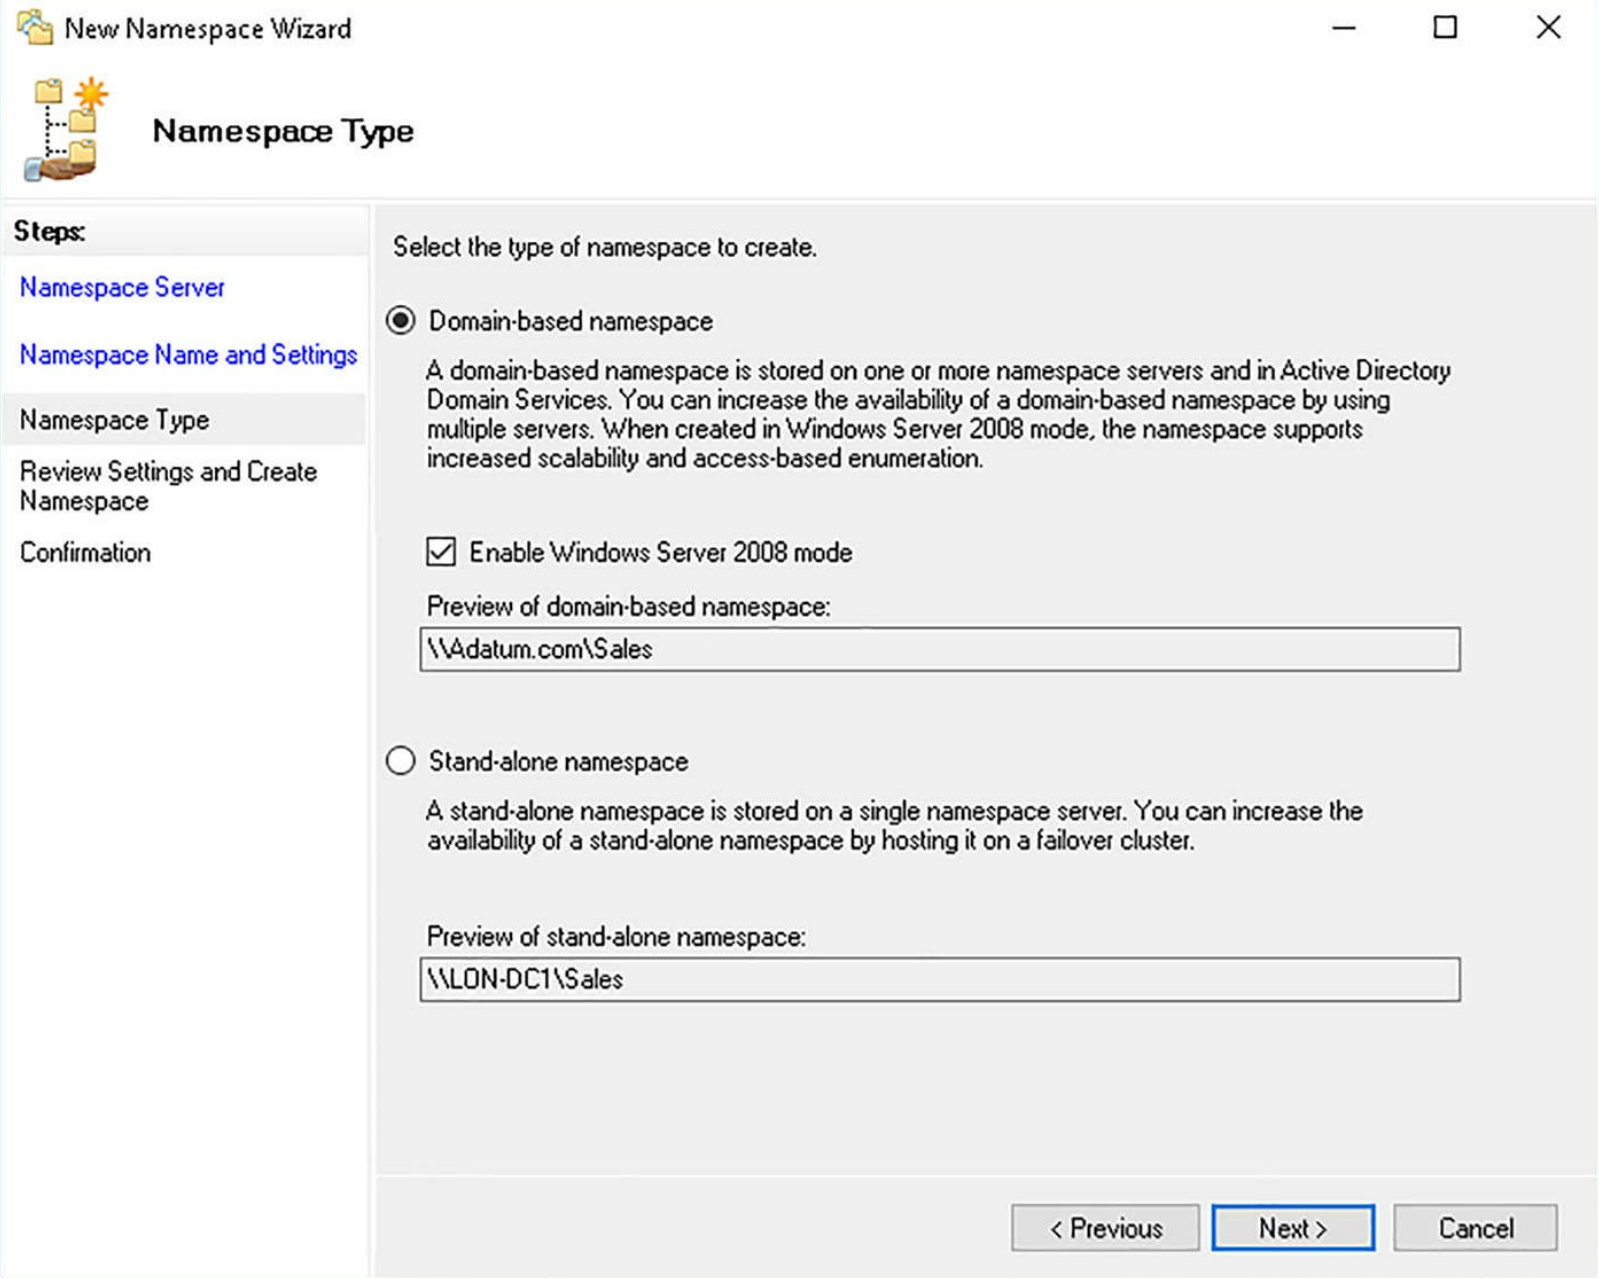 New Namespace Wizard
Namespace Type
Steps:
Namespace Server
Namespace Name and Settings
Namespace Type
Review Settings and Create
Namespace
Confirmation
Select the type of namespace to create.
Domain-based namespace
A domain-based namespace is stored on one or more namespace servers and in Active Directory
Domain Services. You can increase the availability of a domain-based namespace by using
multiple servers. When created in Windows Server 2008 mode, the namespace supports
increased scalability and access-based enumeration.
Enable Windows Server 2008 mode
Preview of domain-based namespace:
\\Adatum.com\Sales
Stand-alone namespace
A stand-alone namespace is stored on a single namespace server. You can increase the
availability of a stand-alone namespace by hosting it on a failover cluster.
Preview of stand-alone namespace:
\\LON-DC1\Sales
< Previous
Next >
Cancel